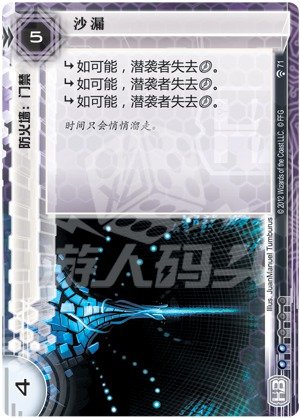 5
沙漏
↳如可能，潜袭者失去。
↳如可能，潜袭者失去。
↳如可能，潜袭者失去。
时间只会悄悄溜走。
防火墙：门禁
71
© 2012 Wizards of the Coast LLC. © FFG
Illus. JuanManuel Tumburus
游人码头
4
HB